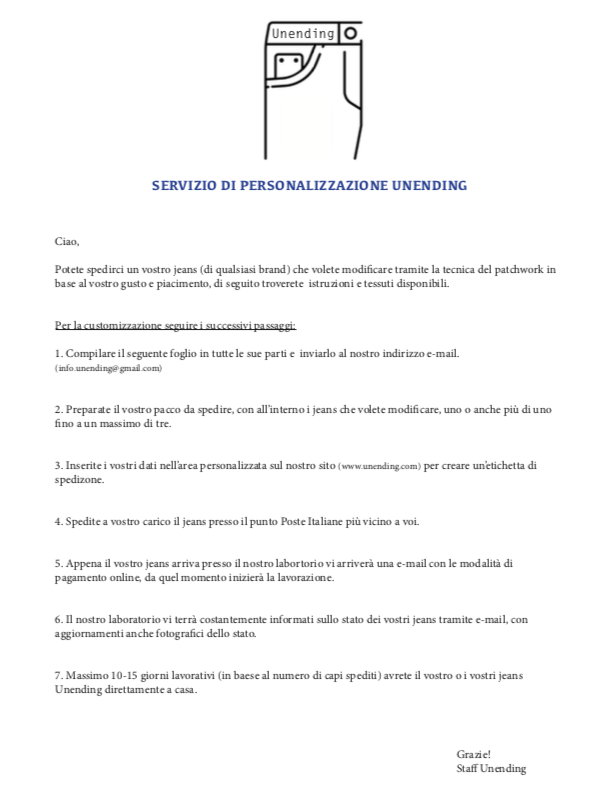 Unending
SERVIZIO DI PERSONALIZZAZIONE UNENDING
Ciao,
Potete spedirci un vostro jeans (di qualsiasi brand) che volete modificare tramite la tecnica del patchwork in
base al vostro gusto e piacimento, di seguito troverete istruzioni e tessuti disponibili.
Per la customizzazione seguire i successivi passaggi:
1. Compilare il seguente foglio in tutte le sue parti e inviarlo al nostro indirizzo e-mail.
(info.unending@gmail.com)
2. Preparate il vostro pacco da spedire, con all'interno i jeans che volete modificare, uno o anche più di uno
fino a un massimo di tre.
3. Inserite i vostri dati nell'area personalizzata sul nostro sito (www.unending.com) per creare un'etichetta di
spedizone.
4. Spedite a vostro carico il jeans presso il punto Poste Italiane più vicino a voi.
5. Appena il vostro jeans arriva presso il nostro labortorio vi arriverà una e-mail con le modalità di
pagamento online, da quel momento inizierà la lavorazione.
6. Il nostro laboratorio vi terrà costantemente informati sullo stato dei vostri jeans tramite e-mail, con
aggiornamenti anche fotografici dello stato.
7. Massimo 10-15 giorni lavorativi (in baese al numero di capi spediti) avrete il vostro o i vostri jeans
Unending direttamente a casa.
Grazie!
Staff Unending